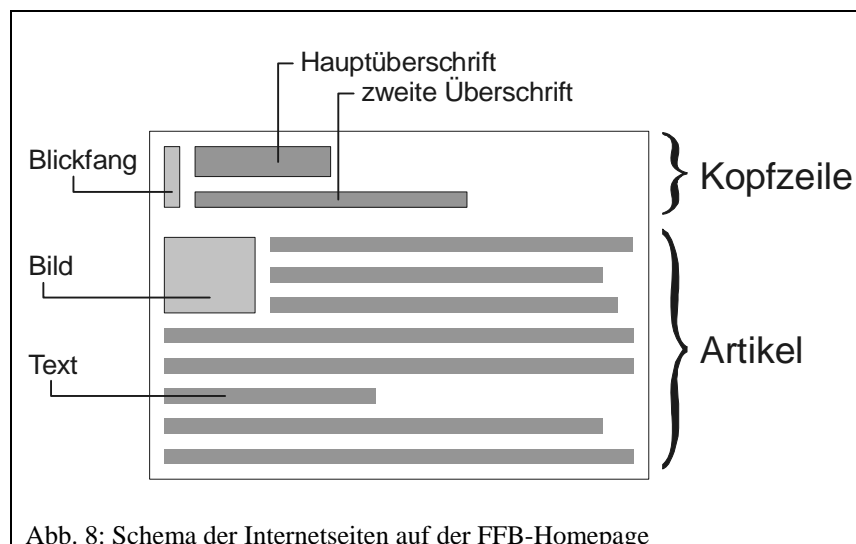 Hauptüberschrift
zweite Überschrift
Blickfang
Kopfzeile
Bild
Artikel
Text
Abb. 8: Schema der Internetseiten auf der FFB-Homepage